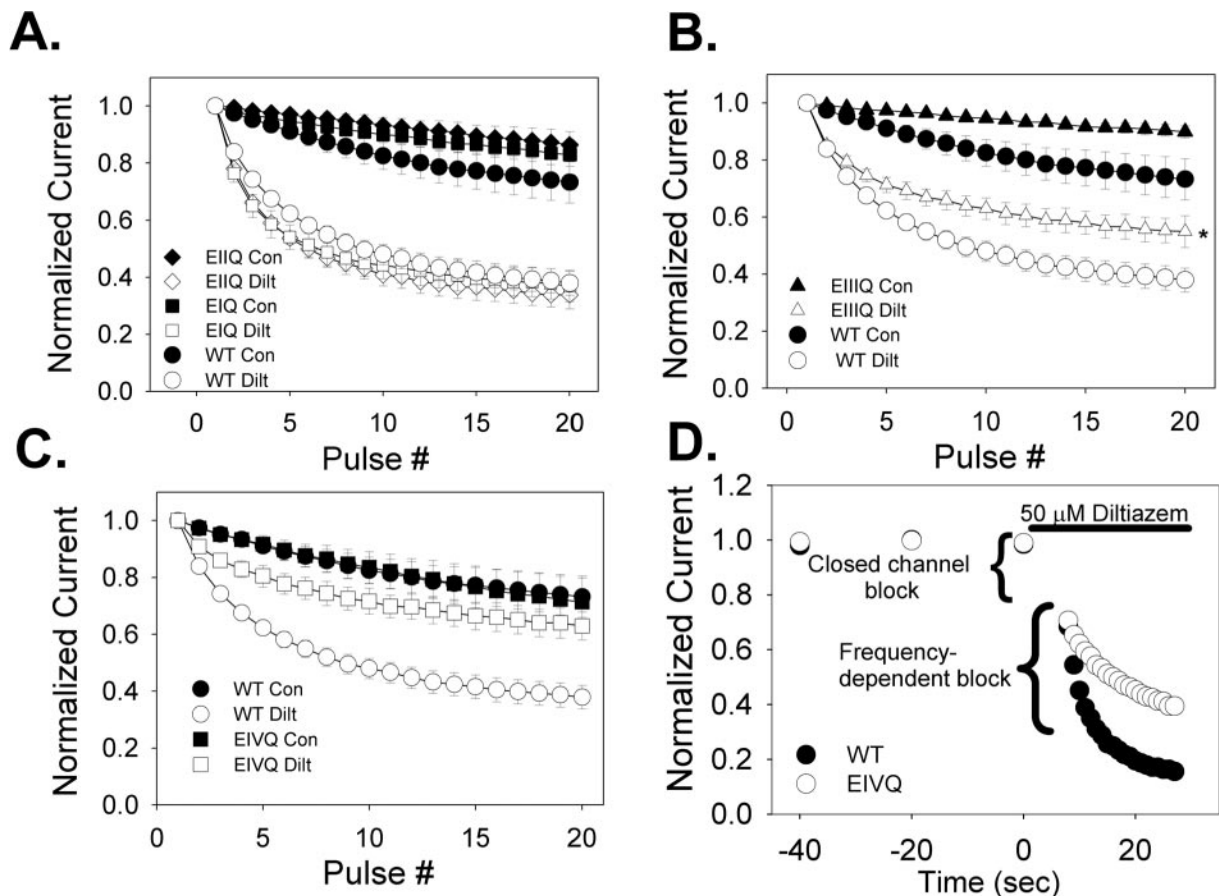 A.
Normalized Current
1.0
0.8
0.6
0.4
0.2
0.0
EIIQ Con
EIIQ Dilt
EIQ Con
EIQ Dilt
WT Con
WT Dilt
0 5 10 15 20
Pulse #
B.
Normalized Current
1.0
0.8
0.6
0.4
0.2
0.0
*
EIIIQ Con
EIIIQ Dilt
WT Con
WT Dilt
0 5 10 15 20
Pulse #
C.
Normalized Current
1.0
0.8
0.6
0.4
0.2
0.0
WT Con
WT Dilt
EIVQ Con
EIVQ Dilt
0 5 10 15 20
Pulse #
D.
Normalized Current
1.2
1.0
0.8
0.6
0.4
0.2
0.0
50 μM Diltiazem
Closed channel
block
Frequency-
dependent block
WT
EIVQ
-40 -20 0 20
Time (sec)